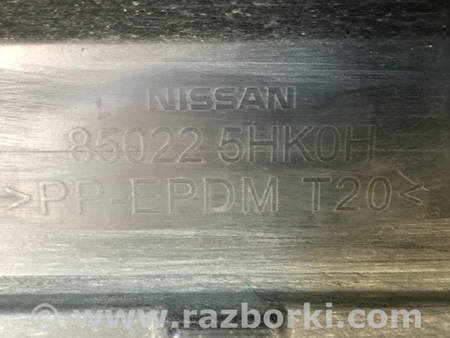 NISSAN
85022 5HK0H
>PP-EPDM T20<
www.razborki.com